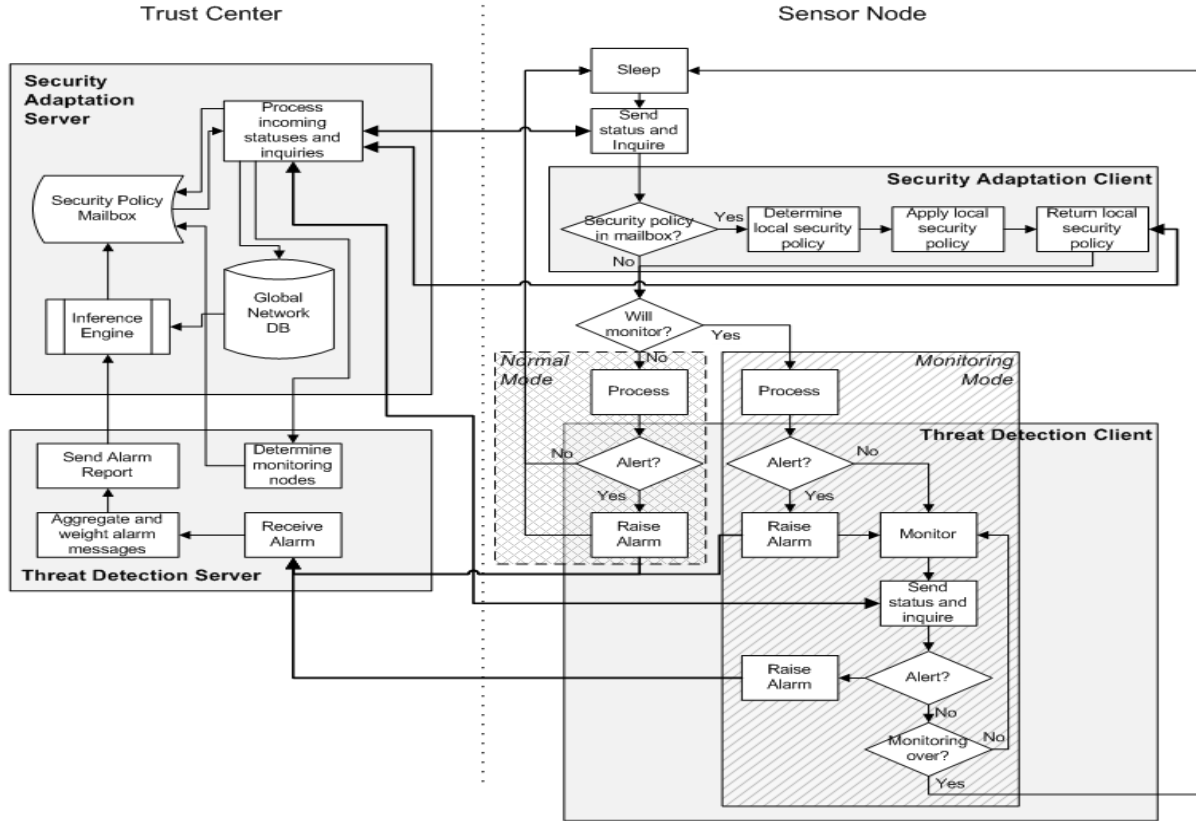 Trust Center
Sensor Node
Security
Adaptation
Server
Process
incoming
statuses and
inquiries
Security Policy
Mailbox
Inference
Engine
Global
Network
DB
Send Alarm
Report
Determine
monitoring
nodes
Aggregate and
weight alarm
messages
Receive
Alarm
Threat Detection Server
Sleep
Send
status and
Inquire
Security Adaptation Client
Security policy
in mailbox?
Yes
Determine local
security policy
Apply local
security
policy
Return local
security
policy
No
Will
monitor?
Yes
No
Normal
Mode
Monitoring
Mode
Process
Process
Threat Detection Client
No
Alert?
Alert?
No
Yes
Yes
Raise
Alarm
Raise
Alarm
Monitor
Send
status and
inquire
Raise
Alarm
Alert?
No
Monitoring
over?
No
Yes